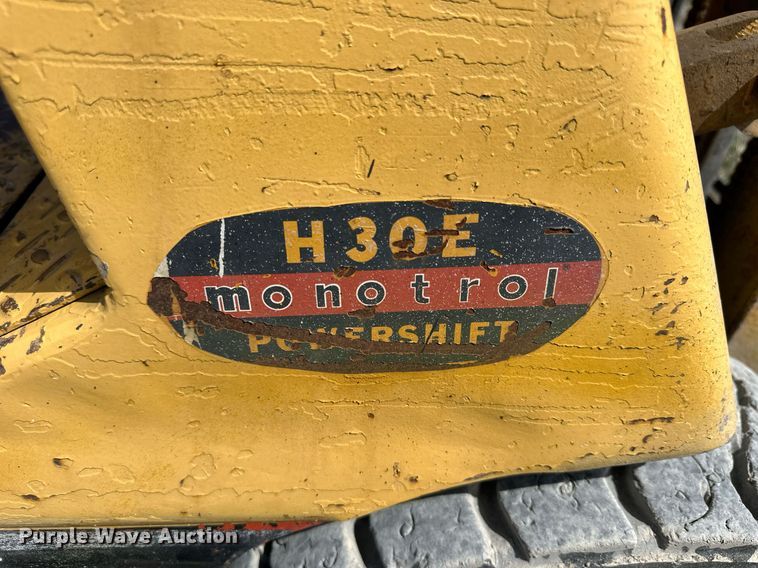 H30E
monotrol
POWERSHIFT
Purple Wave Auction